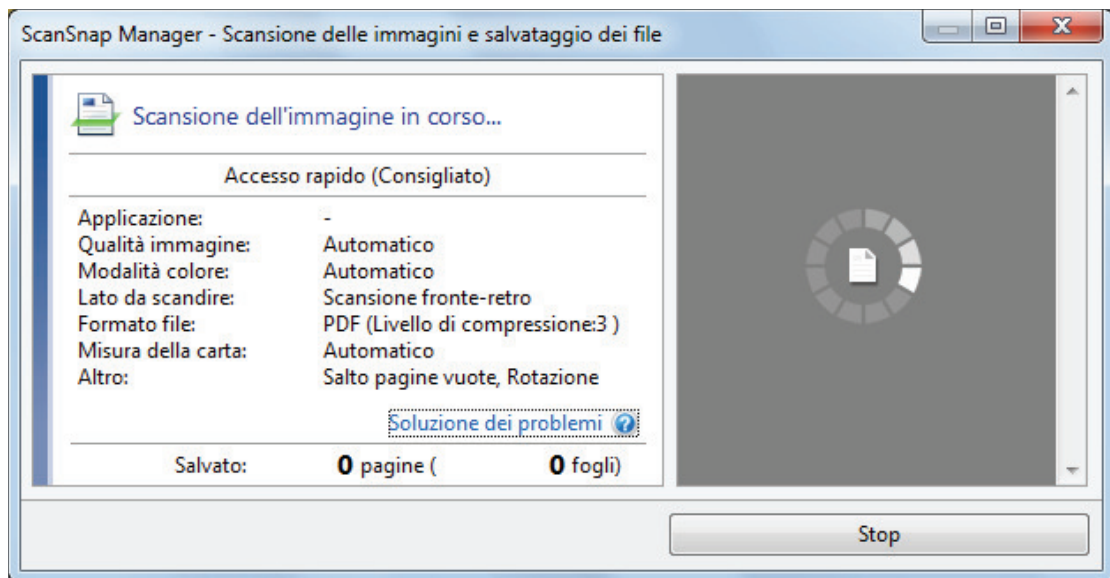 ScanSnap Manager - Scansione delle immagini e salvataggio dei file
Scansione dell'immagine in corso...
Accesso rapido (Consigliato)
Applicazione: -
Qualità immagine: Automatico
Modalità colore: Automatico
Lato da scandire: Scansione fronte-retro
Formato file: PDF (Livello di compressione:3 )
Misura della carta: Automatico
Altro: Salto pagine vuote, Rotazione
Soluzione dei problemi ?
Salvato: 0 pagine ( 0 fogli)
Stop